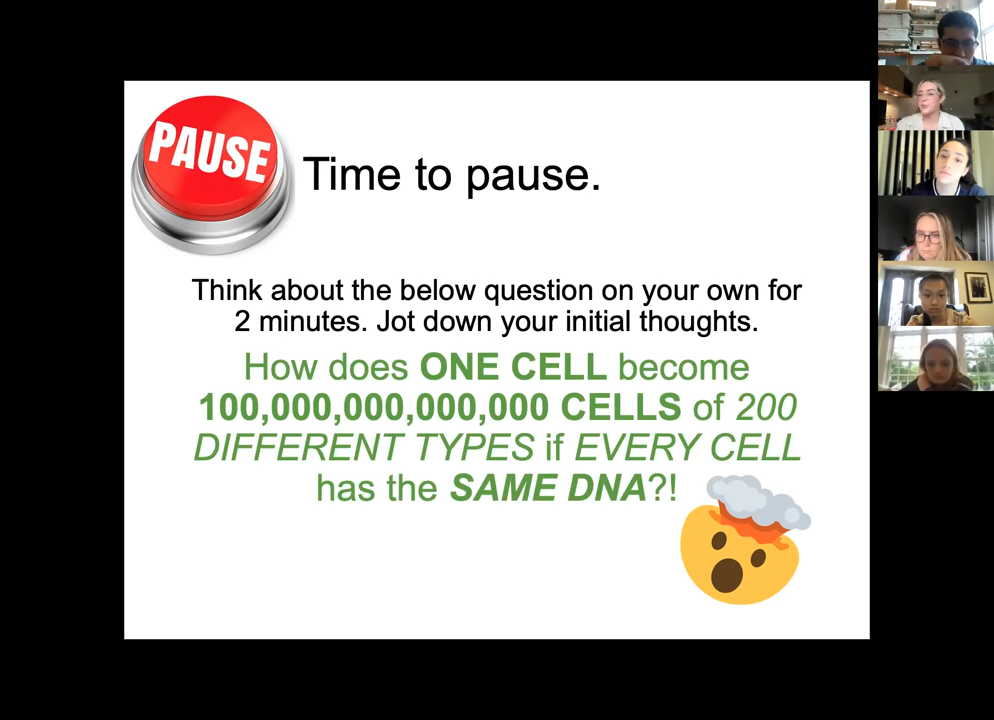 PAUSE
Time to pause.
Think about the below question on your own for
2 minutes. Jot down your initial thoughts.
How does ONE CELL become
100,000,000,000,000 CELLS of 200
DIFFERENT TYPES if EVERY CELL
has the SAME DNA?!